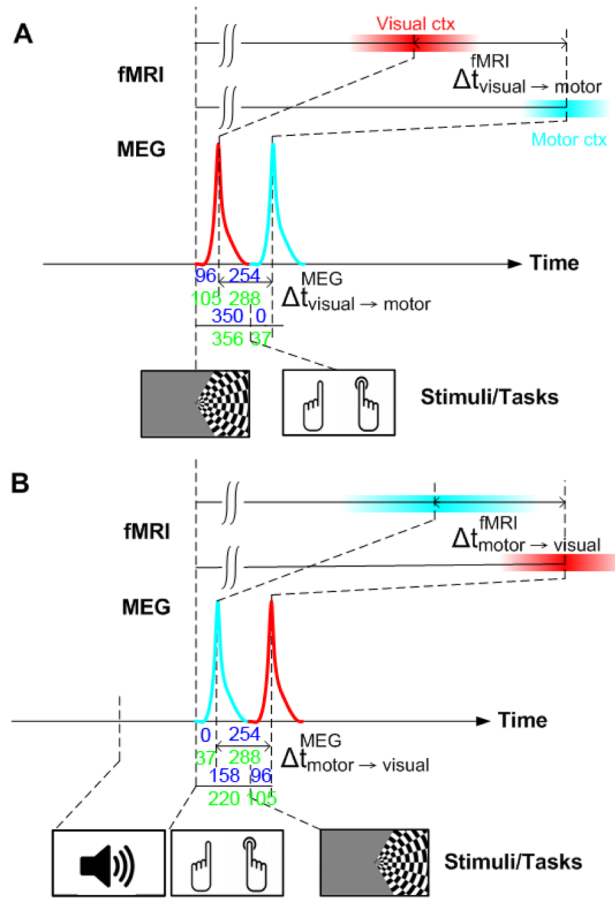 A
Visual ctx
fMRI
fMRI
Δt visual → motor
Motor ctx
MEG
Time
96 254
105 288
MEG
Δt visual → motor
350 0
356 37
Stimuli/Tasks
B
fMRI
fMRI
Δt motor → visual
MEG
Time
0 254
37 288
MEG
Δt motor → visual
158 96
220 105
Stimuli/Tasks